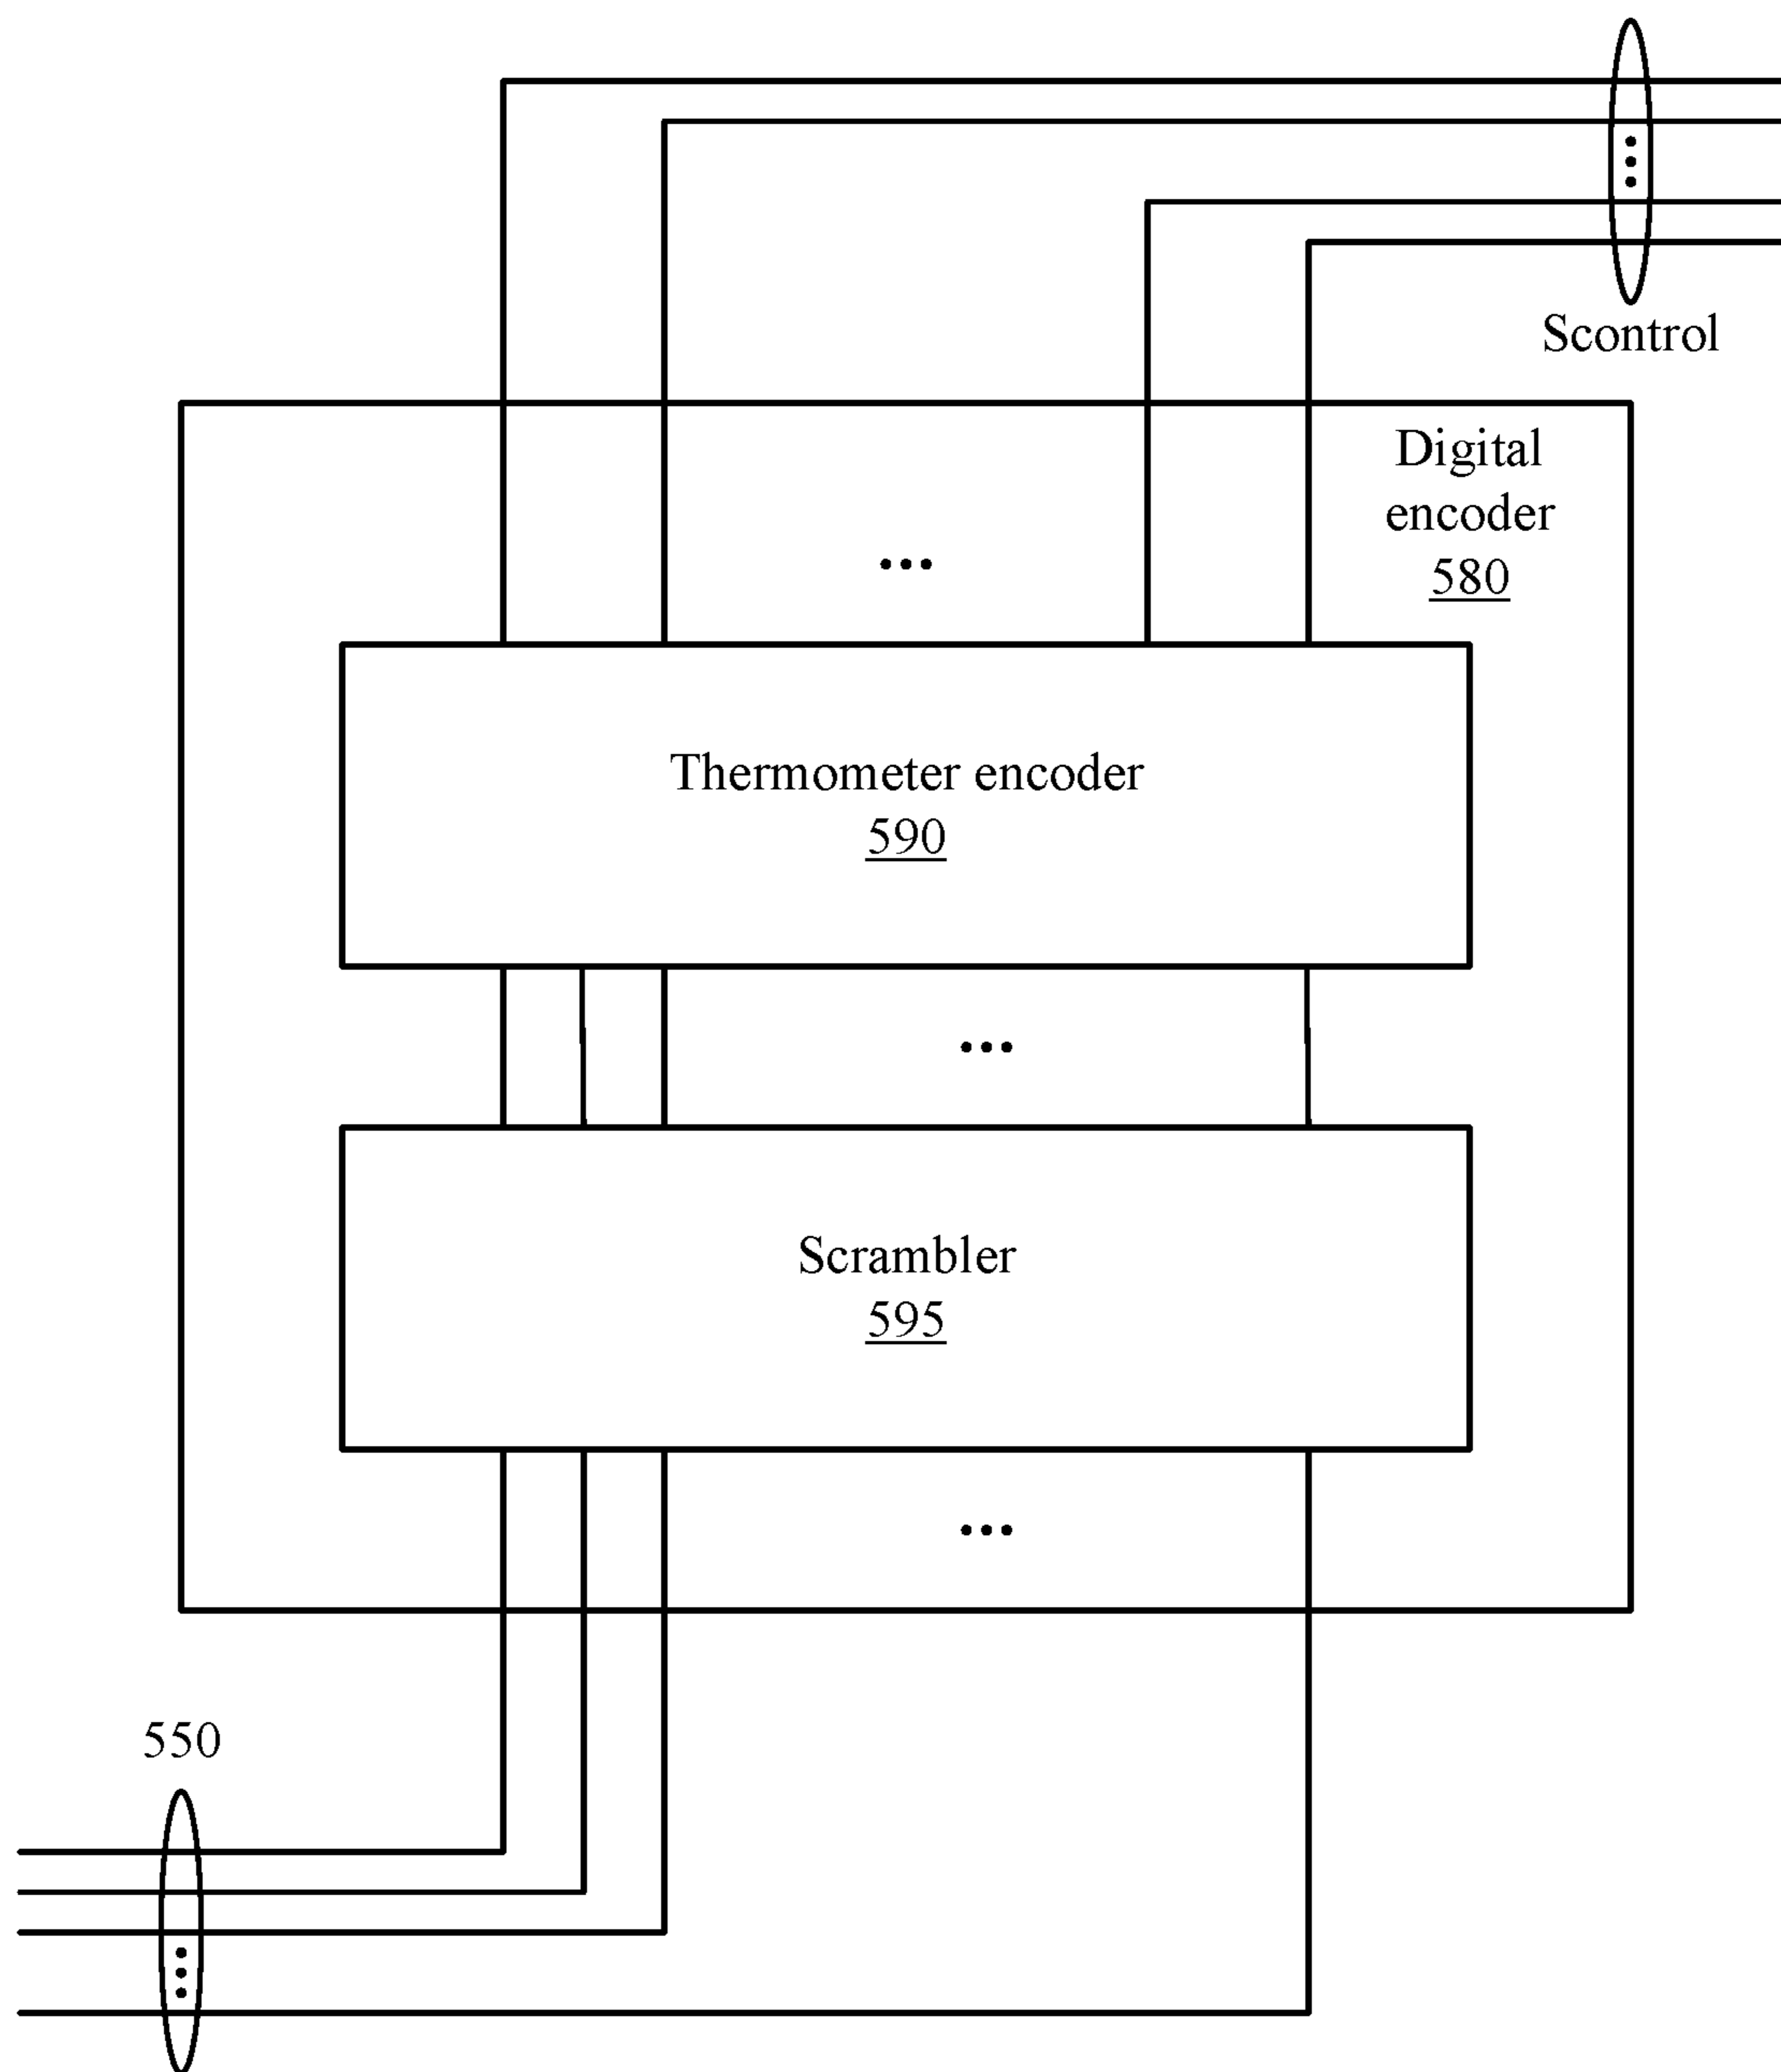 Scontrol
Digital
encoder
580
Thermometer encoder
590
Scrambler
595
550